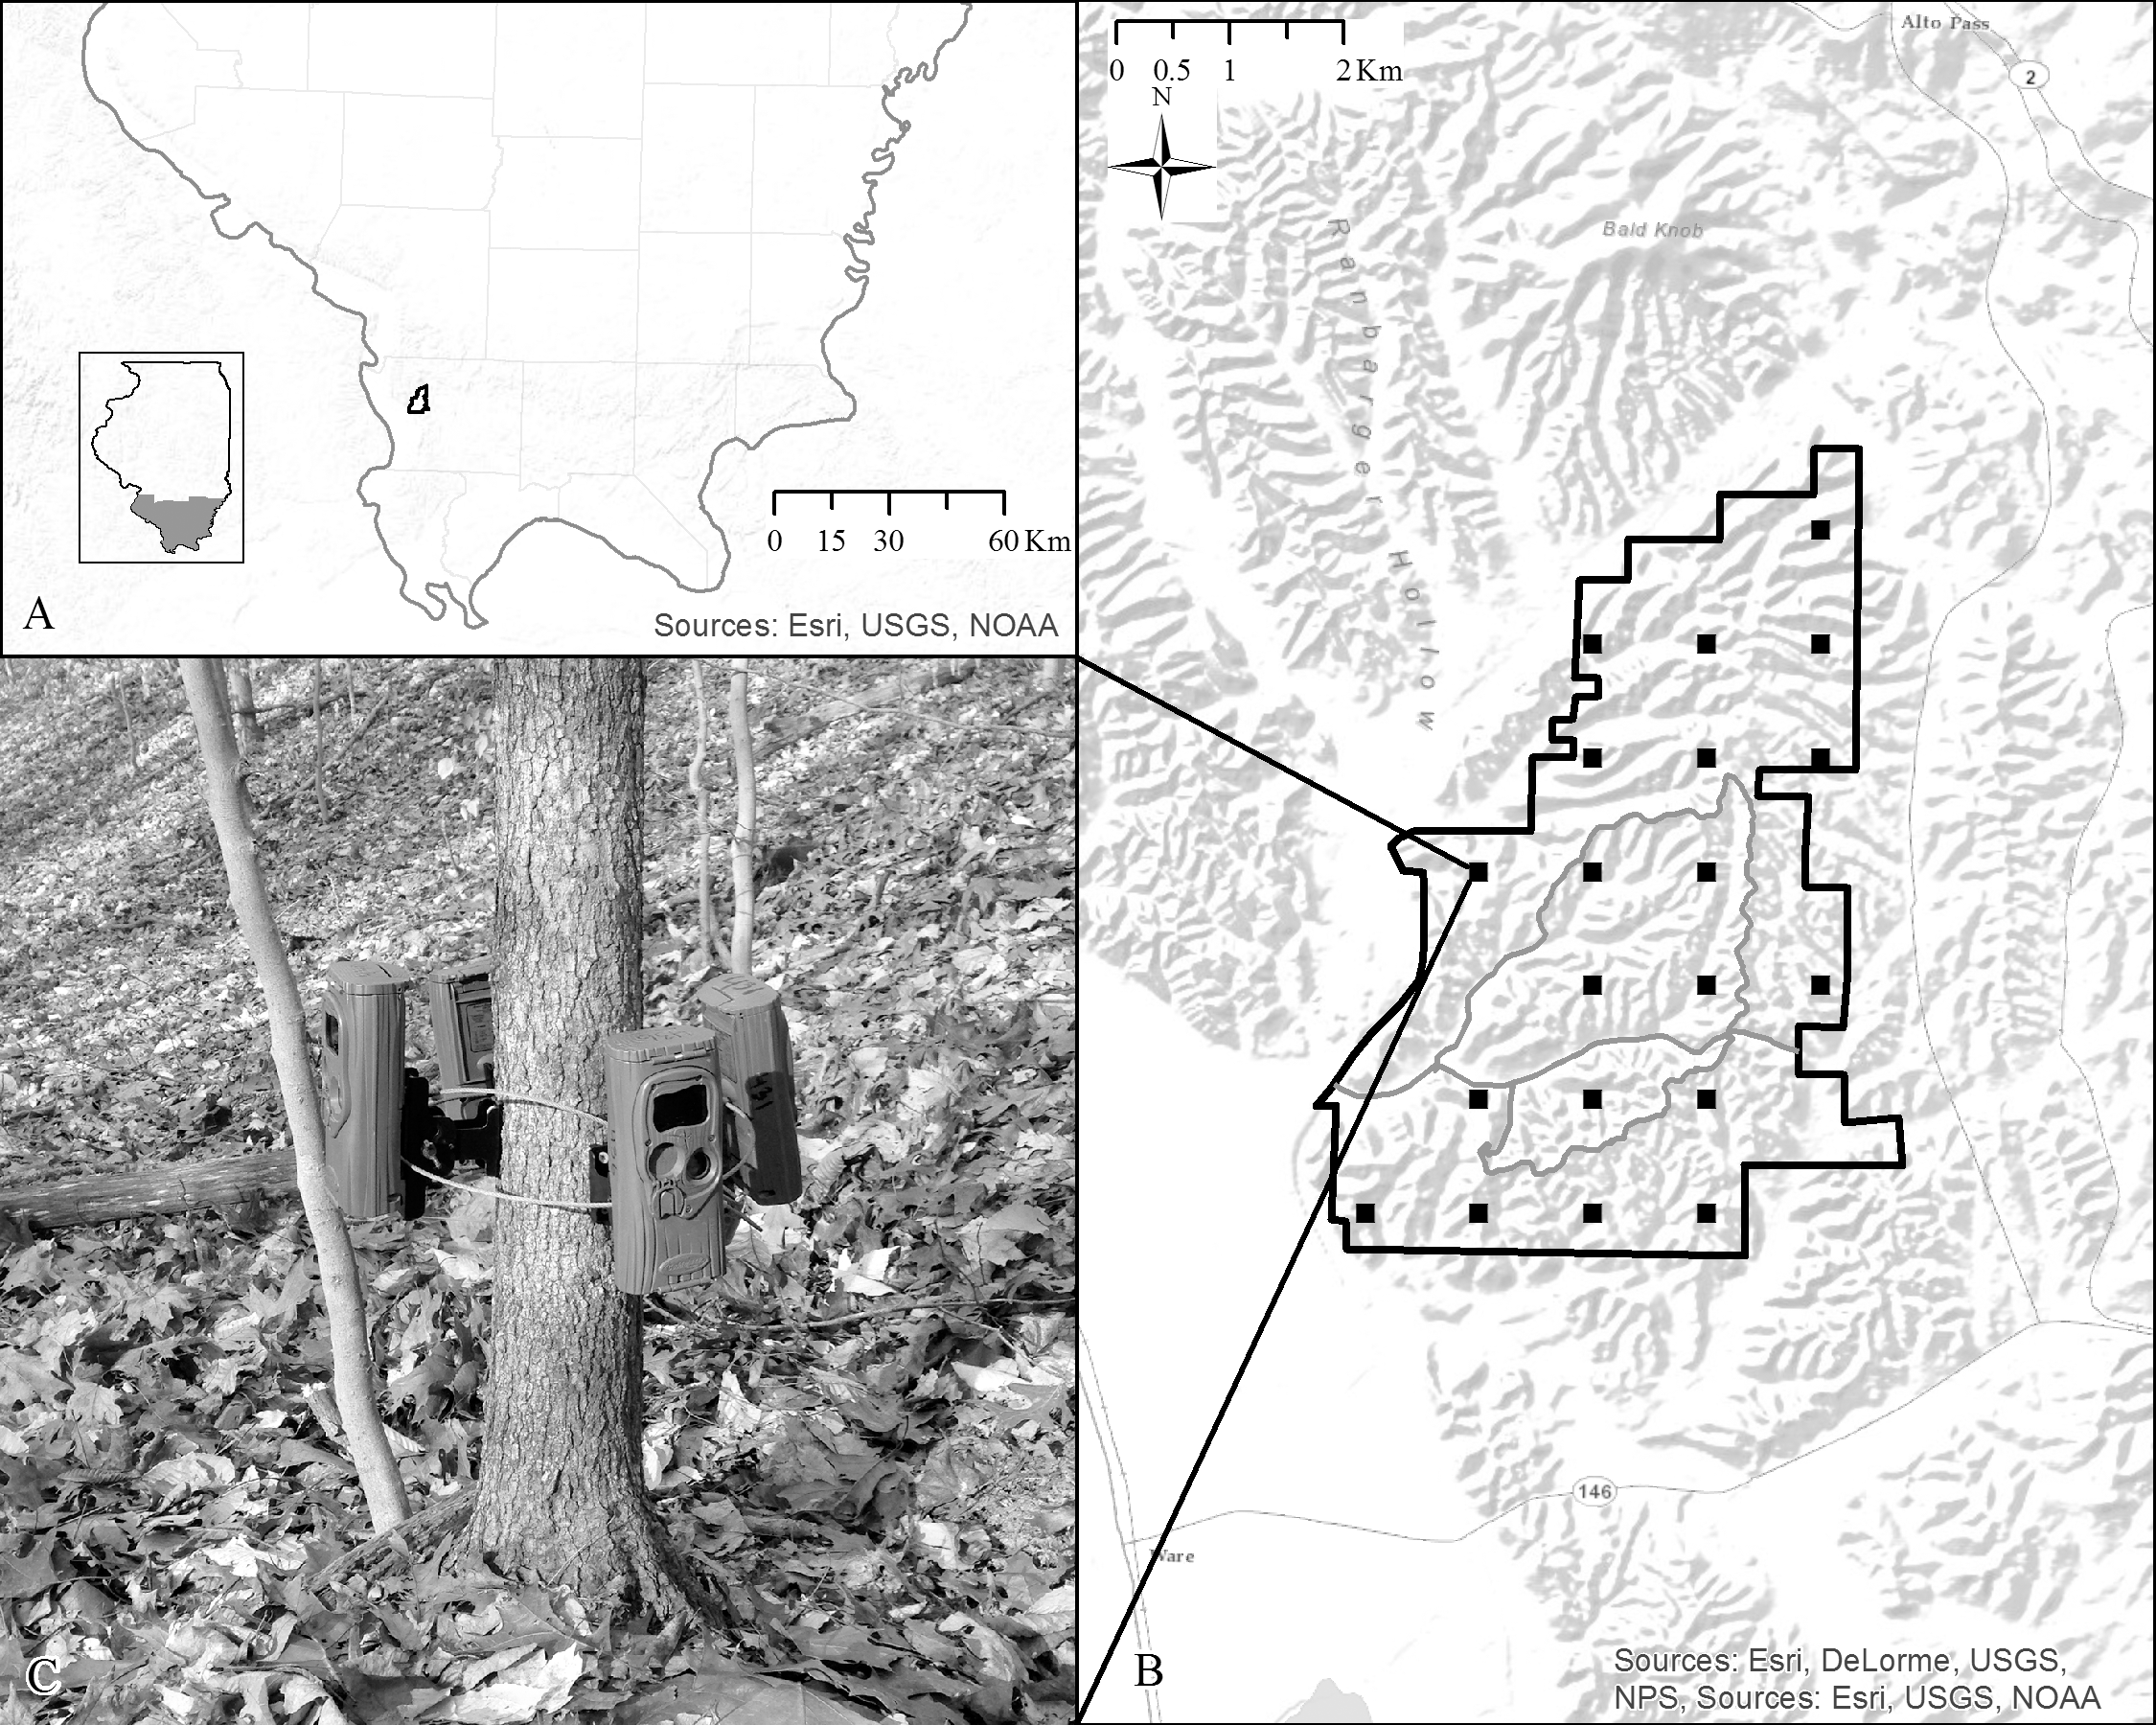 0 15 30 60 Km
A
Sources: Esri, USGS, NOAA
0 0.5 1 2 Km
N
Alto Pass
2
Bald Knob
Ranbarger Hollow
146
Ware
B
Sources: Esri, DeLorme, USGS,
NPS, Sources: Esri, USGS, NOAA
C